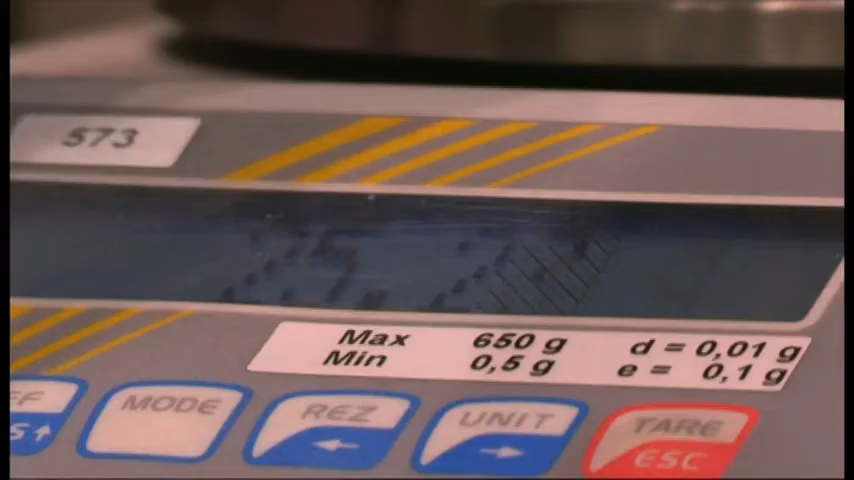 573
Max 650 g d = 0,01 g
Min 0,5 g e = 0,1 g
MODE REZ UNIT TARE
ESC